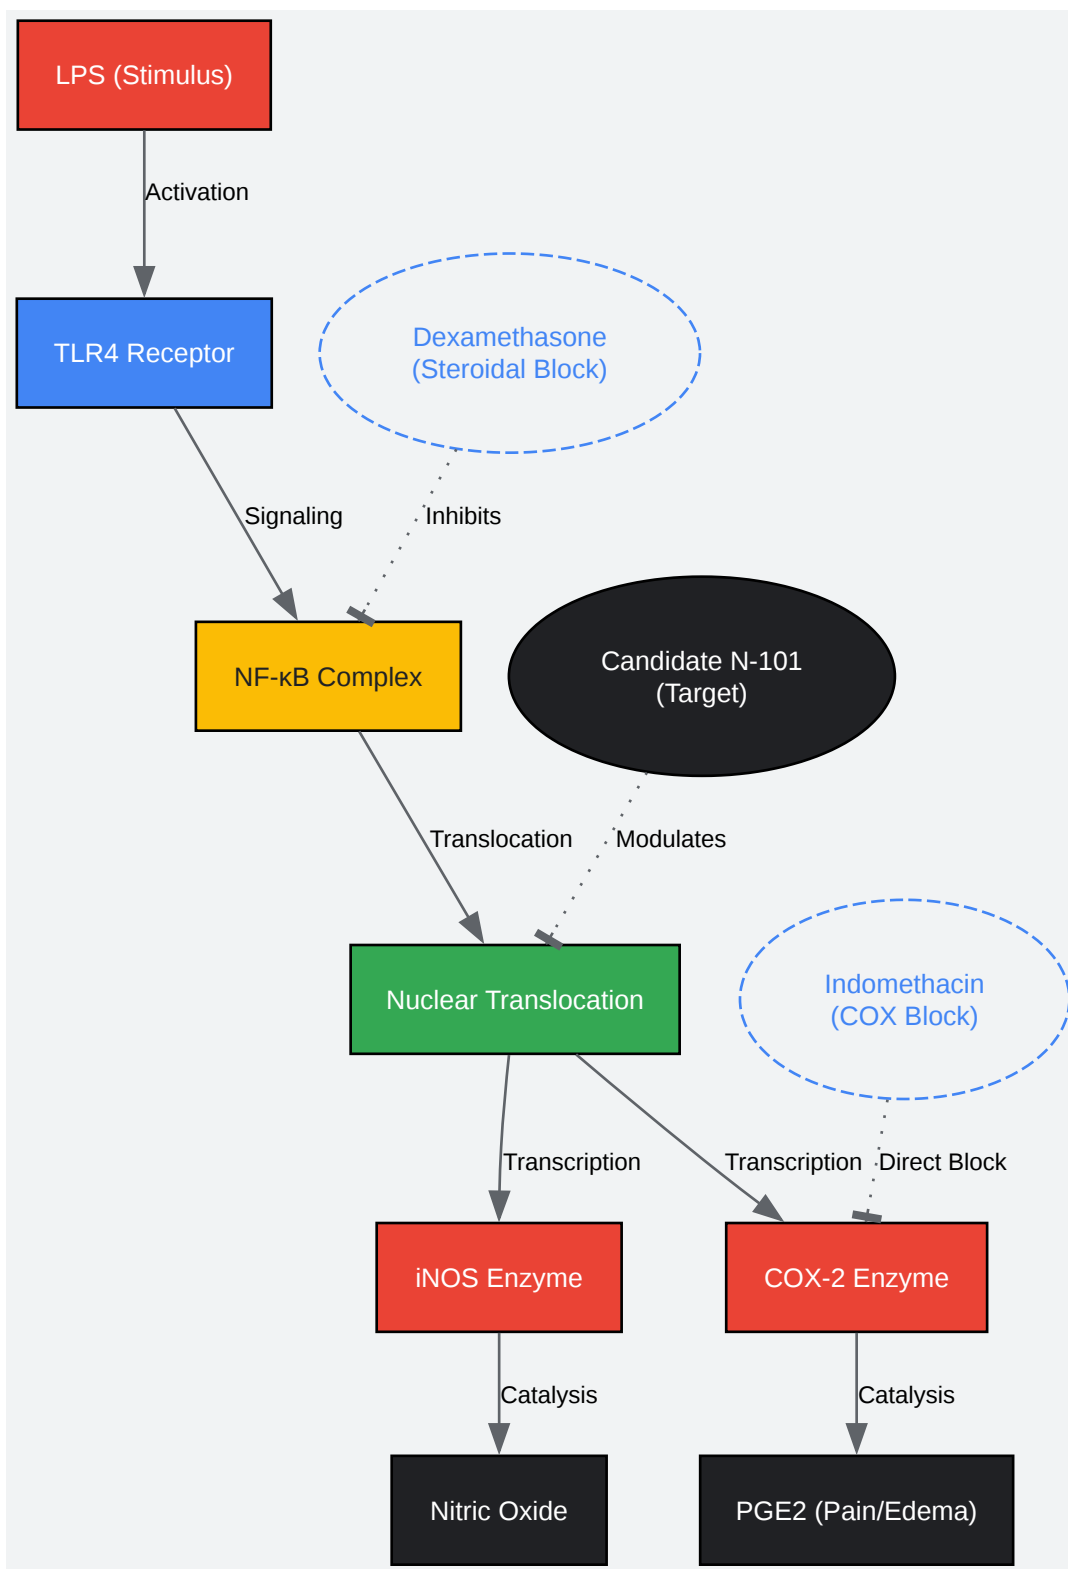 LPS (Stimulus)
Activation
TLR4 Receptor
Dexamethasone
(Steroidal Block)
Signaling
Inhibits
NF-κB Complex
Candidate N-101
(Target)
Translocation
Modulates
Nuclear Translocation
Indomethacin
(COX Block)
Transcription
Transcription
Direct Block
iNOS Enzyme
COX-2 Enzyme
Catalysis
Catalysis
Nitric Oxide
PGE2 (Pain/Edema)